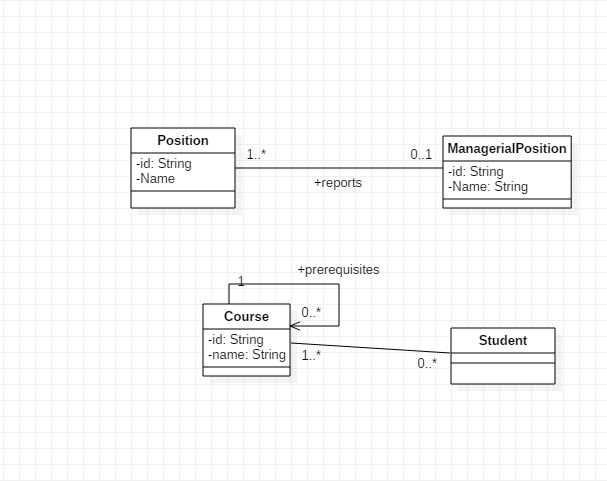 Position
-id: String
-Name
1..*
0..1
+reports
ManagerialPosition
-id: String
-Name: String
+prerequisites
1
0..*
Course
-id: String
-name: String
1..*
0..*
Student